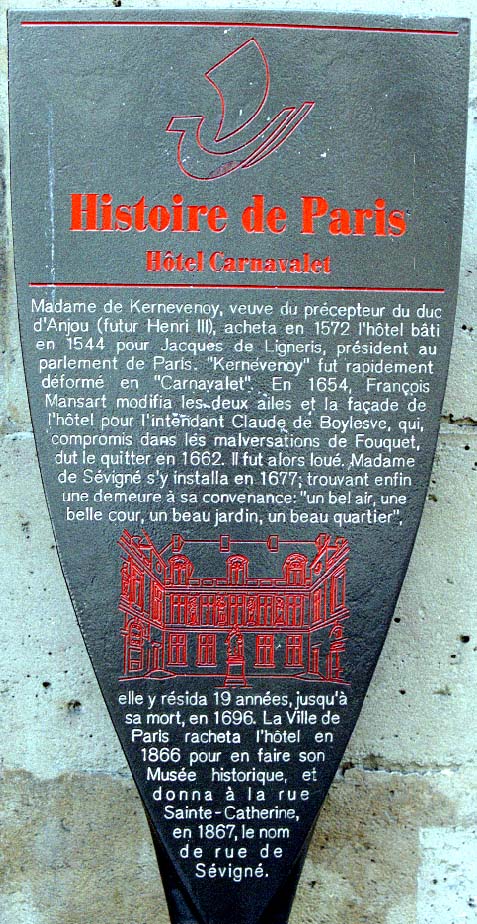 Histoire de Paris
Hôtel Carnavalet
Madame de Kernevenoy, veuve du précepteur du duc
d'Anjou (futur Henri III), acheta en 1572 l'hôtel bâti
en 1544 pour Jacques de Ligneris, président au
parlement de Paris. "Kernevenoy" fut rapidement
déformé en "Carnavalet". En 1654, François
Mansart modifia les deux ailes et la façade de
l'hôtel pour l'intendant Claude de Boylesve, qui,
compromis dans les malversations de Fouquet,
dut le quitter en 1662. Il fut alors loué. Madame
de Sévigné s'y installa en 1677; trouvant enfin
une demeure à sa convenance: "un bel air, une
belle cour, un beau jardin, un beau quartier",
elle y résida 19 années, jusqu'à
sa mort, en 1696. La Ville de
Paris racheta l'hôtel en
1866 pour en faire son
Musée historique, et
donna à la rue
Sainte-Catherine,
en 1867, le nom
de rue de
Sévigné.